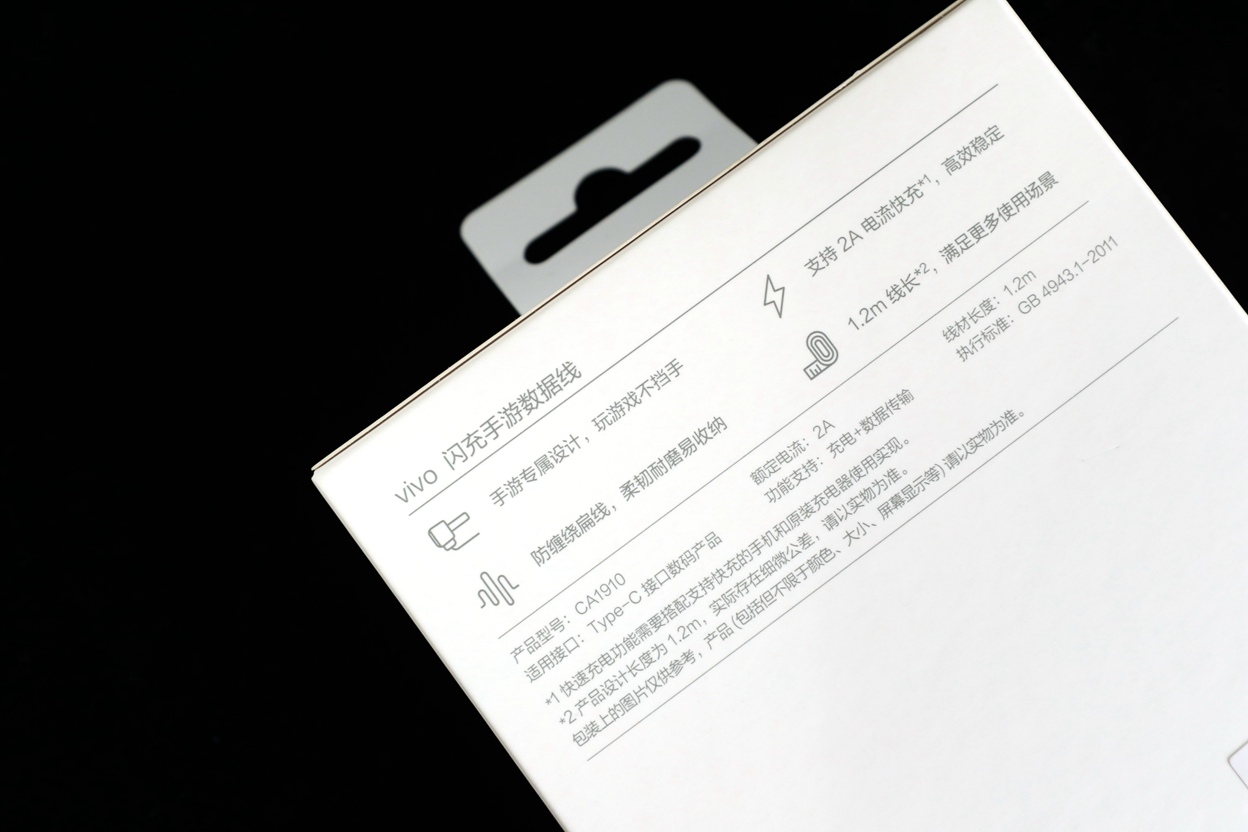 vivo 闪充手游数据线
手游专属设计，玩游戏不挡手
支持 2A 电流快充*1，高效稳定
防缠绕扁线，柔韧耐磨易收纳
1.2m 线长*2，满足更多使用场景
产品型号：CA1910
额定电流：2A
线材长度：1.2m
适用接口：Type-C 接口数码产品
功能支持：充电+数据传输
执行标准：GB 4943.1-2011
*1 快速充电功能需要搭配支持快充的手机和原装充电器使用实现。
*2 产品设计长度为 1.2m，实际存在细微公差，请以实物为准。
包装上的图片仅供参考，产品 (包括但不限于颜色、大小、屏幕显示等) 请以实物为准。